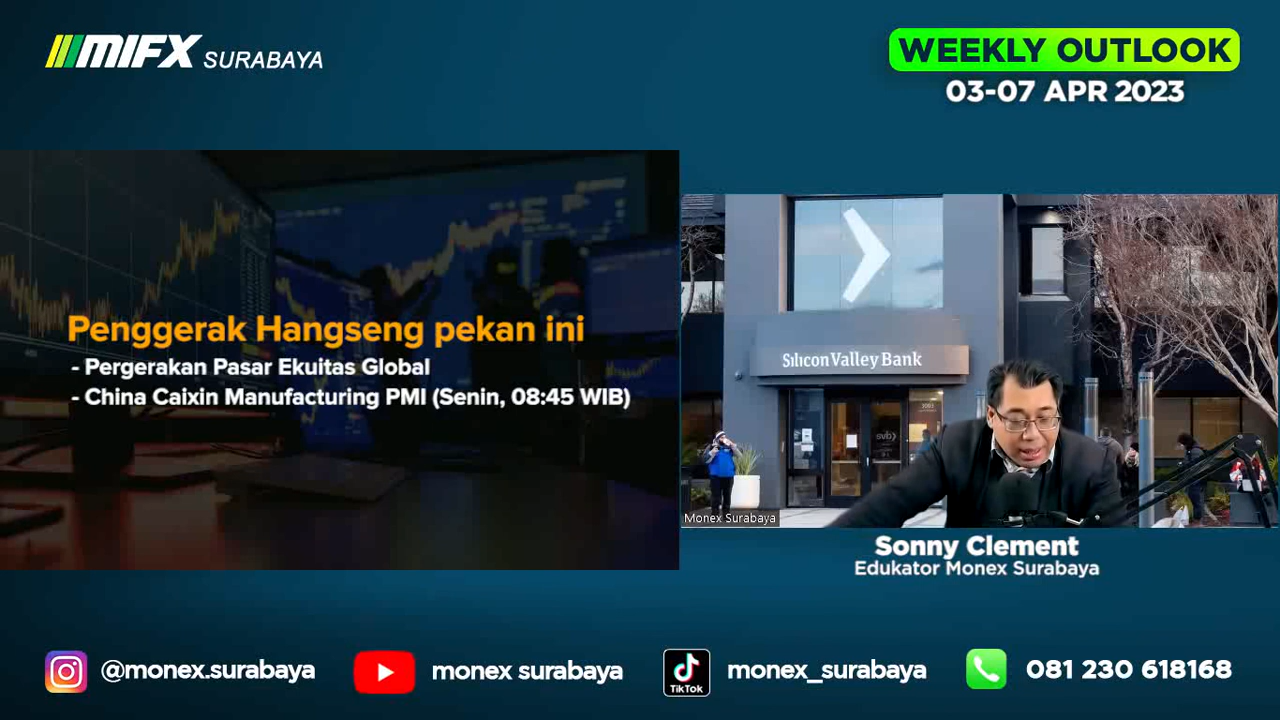 MIFX SURABAYA
WEEKLY OUTLOOK
03-07 APR 2023
Penggerak Hangseng pekan ini
- Pergerakan Pasar Ekuitas Global
- China Caixin Manufacturing PMI (Senin, 08:45 WIB)
Silicon Valley Bank
Monex Surabaya
Sonny Clement
Edukator Monex Surabaya
@monex.surabaya
monex surabaya
TikTok
monex_surabaya
081 230 618168